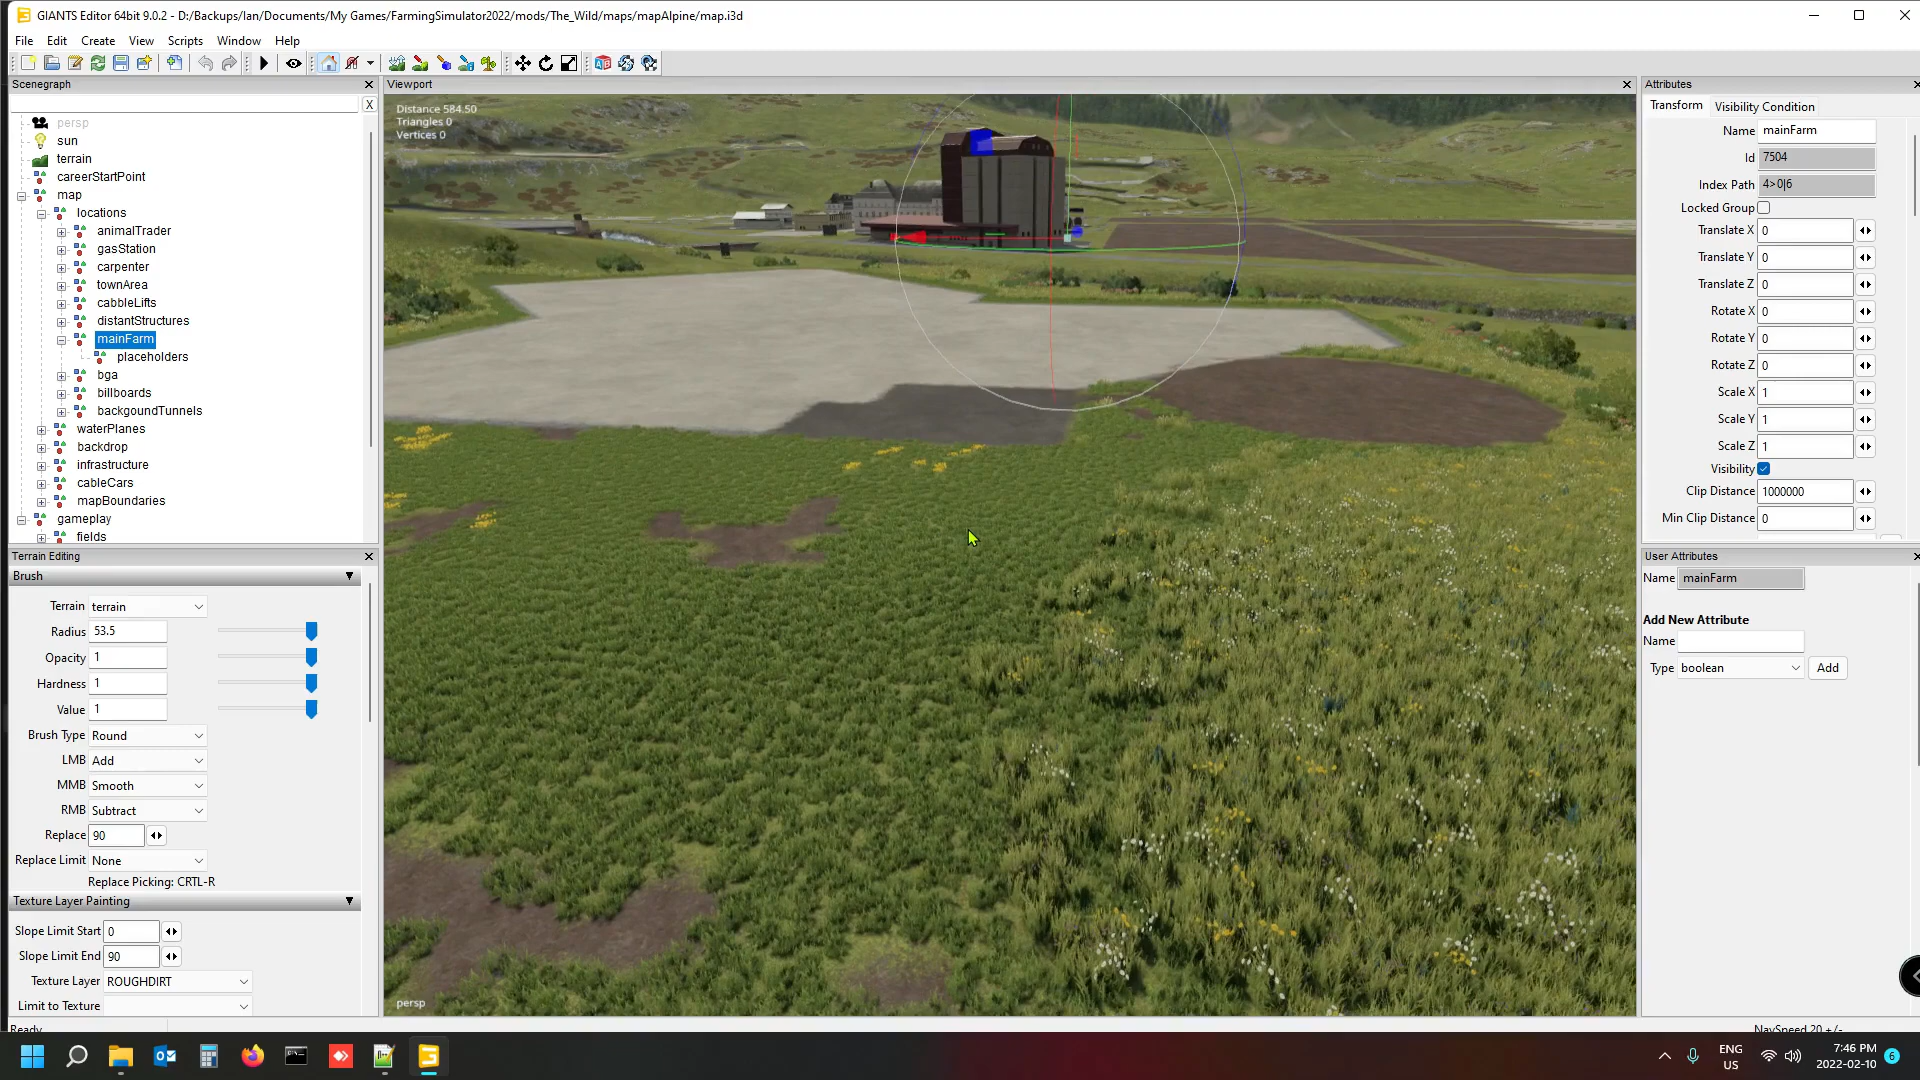 GIANTS Editor 64bit 9.0.2 - D:/Backups/Ian/Documents/My Games/FarmingSimulator2022/mods/The_Wild/maps/mapAlpine/map.i3d
File Edit Create View Scripts Window Help
Scenegraph
X
persp
sun
terrain
careerStartPoint
map
locations
animalTrader
gasStation
carpenter
townArea
cabbleLifts
distantStructures
mainFarm
placeholders
bga
billboards
backgoundTunnels
waterPlanes
backdrop
infrastructure
cableCars
mapBoundaries
gameplay
fields
Terrain Editing
Brush
Terrain terrain
Radius 53.5
Opacity 1
Hardness 1
Value 1
Brush Type Round
LMB Add
MMB Smooth
RMB Subtract
Replace 90
Replace Limit None
Replace Picking: CRTL-R
Texture Layer Painting
Slope Limit Start 0
Slope Limit End 90
Texture Layer ROUGHDIRT
Limit to Texture
Ready
Viewport
Distance 584.50
Triangles 0
Vertices 0
persp
Attributes
Transform Visibility Condition
Name mainFarm
Id 7504
Index Path 4>0|6
Locked Group
Translate X 0
Translate Y 0
Translate Z 0
Rotate X 0
Rotate Y 0
Rotate Z 0
Scale X 1
Scale Y 1
Scale Z 1
Visibility
Clip Distance 1000000
Min Clip Distance 0
User Attributes
Name mainFarm
Add New Attribute
Name
Type boolean Add
NavSpeed 20 +/-
ENG
US
7:46 PM
2022-02-10
6